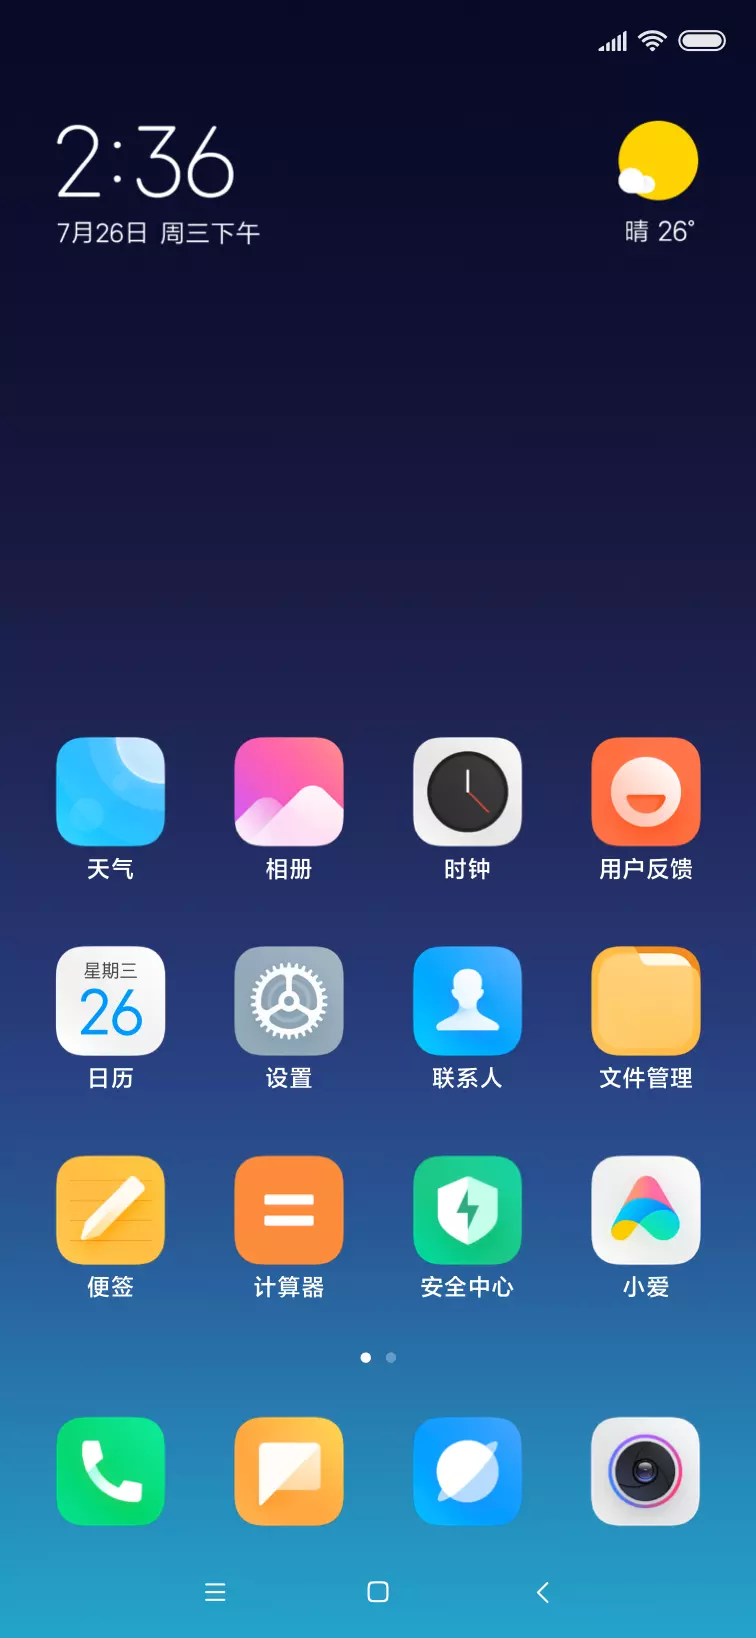 2:36
7月26日 周三下午
晴 26°
天气
相册
时钟
用户反馈
星期三
26
日历
设置
联系人
文件管理
便签
计算器
安全中心
小爱